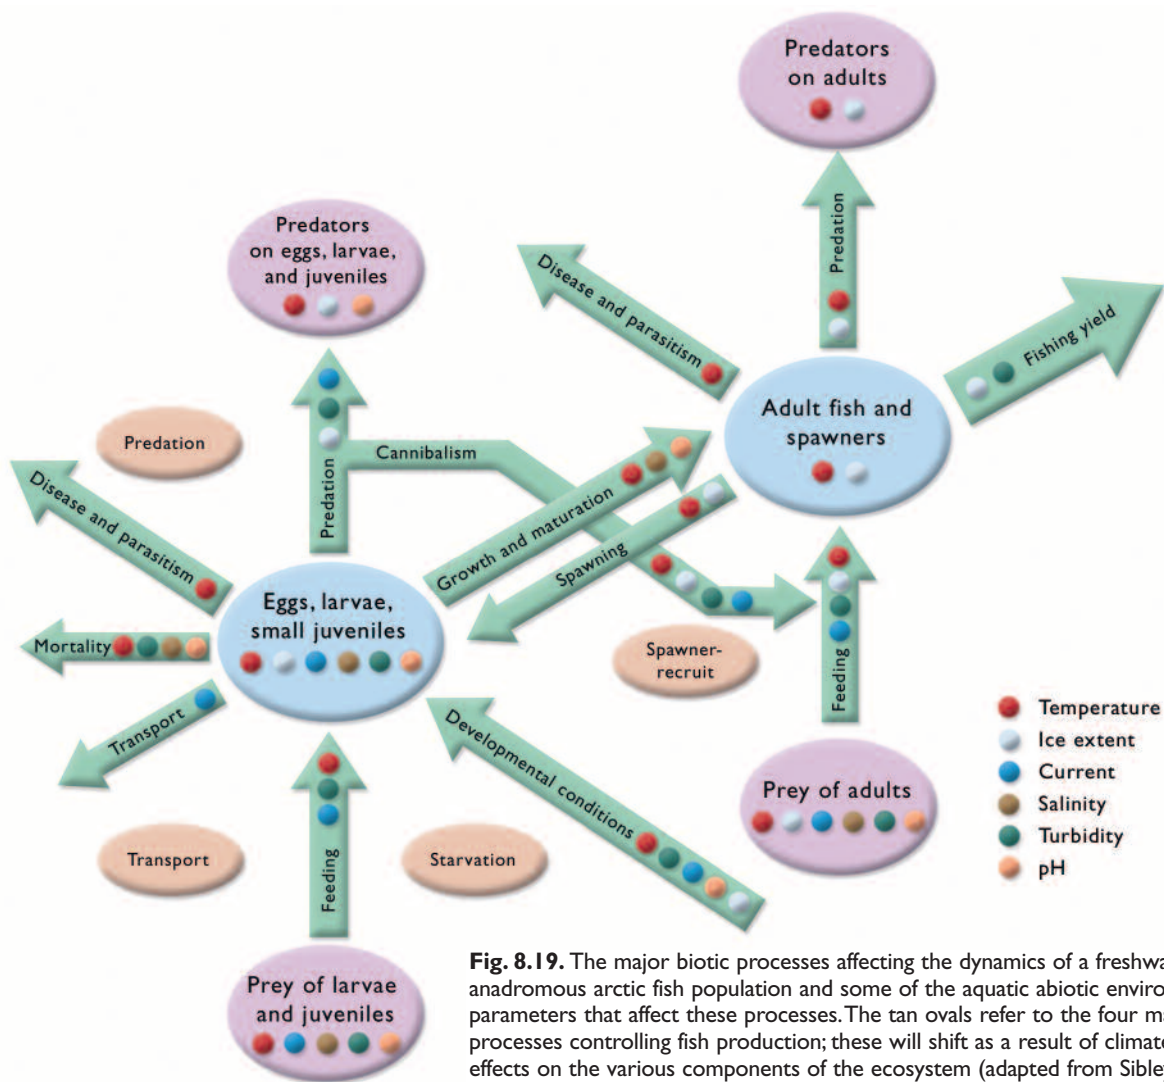 Predators
on adults
Predation
Predators
on eggs, larvae,
and juveniles
Disease and parasitism
Fishing yield
Adult fish and
spawners
Predation
Predation
Cannibalism
Disease and parasitism
Growth and maturation
Spawning
Eggs, larvae,
small juveniles
Mortality
Transport
Spawner-
recruit
Feeding
Developmental conditions
Prey of adults
Temperature
Ice extent
Current
Salinity
Turbidity
pH
Transport
Feeding
Starvation
Prey of larvae
and juveniles
Fig. 8.19. The major biotic processes affecting the dynamics of a freshwa
anadromous arctic fish population and some of the aquatic abiotic enviro
parameters that affect these processes. The tan ovals refer to the four ma
processes controlling fish production; these will shift as a result of climate
effects on the various components of the ecosystem (adapted from Sible